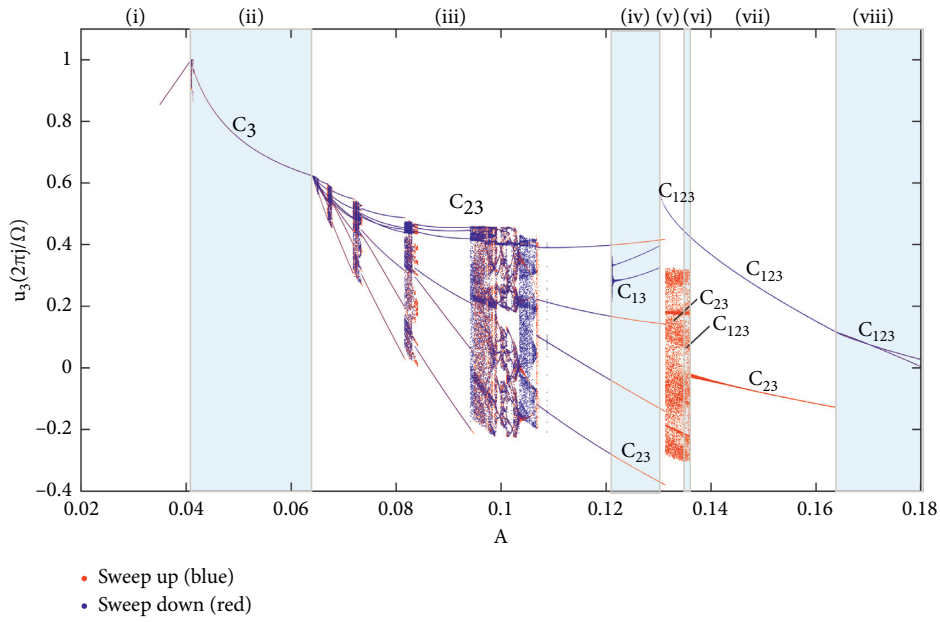 (i) (ii) (iii) (iv) (v) (vi) (vii) (viii)
1
0.8
0.6
0.4
0.2
0
−0.2
−0.4
u3(2πj/Ω)
C3
C23
C13
C23
C123
C123
C23
C123
C23
C123
0.02 0.04 0.06 0.08 0.1 0.12 0.14 0.16 0.18
A
Sweep up (blue)
Sweep down (red)